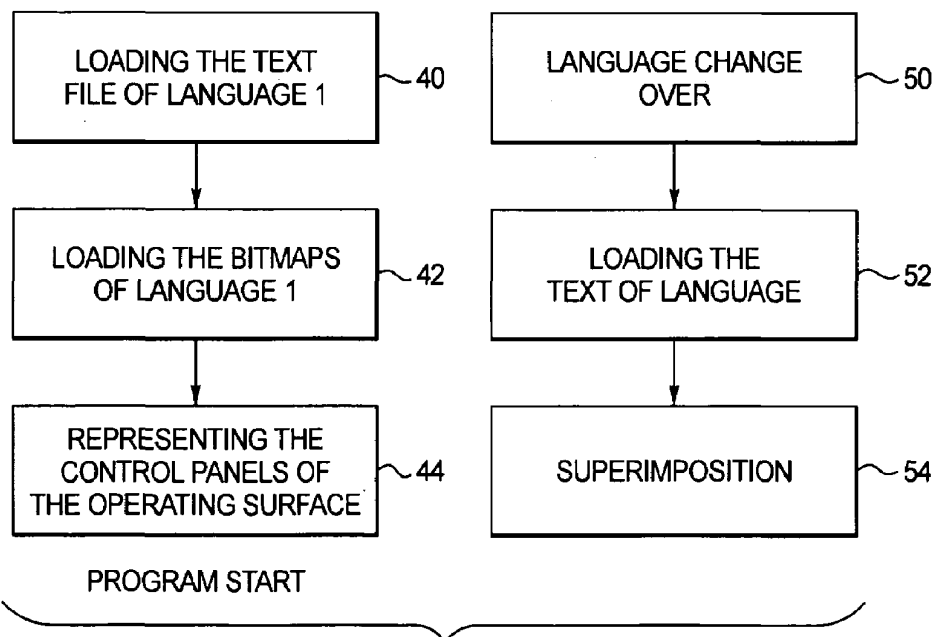 LOADING THE TEXT
FILE OF LANGUAGE 1
40
LOADING THE BITMAPS
OF LANGUAGE 1
42
REPRESENTING THE
CONTROL PANELS OF
THE OPERATING SURFACE
44
PROGRAM START
LANGUAGE CHANGE
OVER
50
LOADING THE
TEXT OF LANGUAGE
52
SUPERIMPOSITION
54